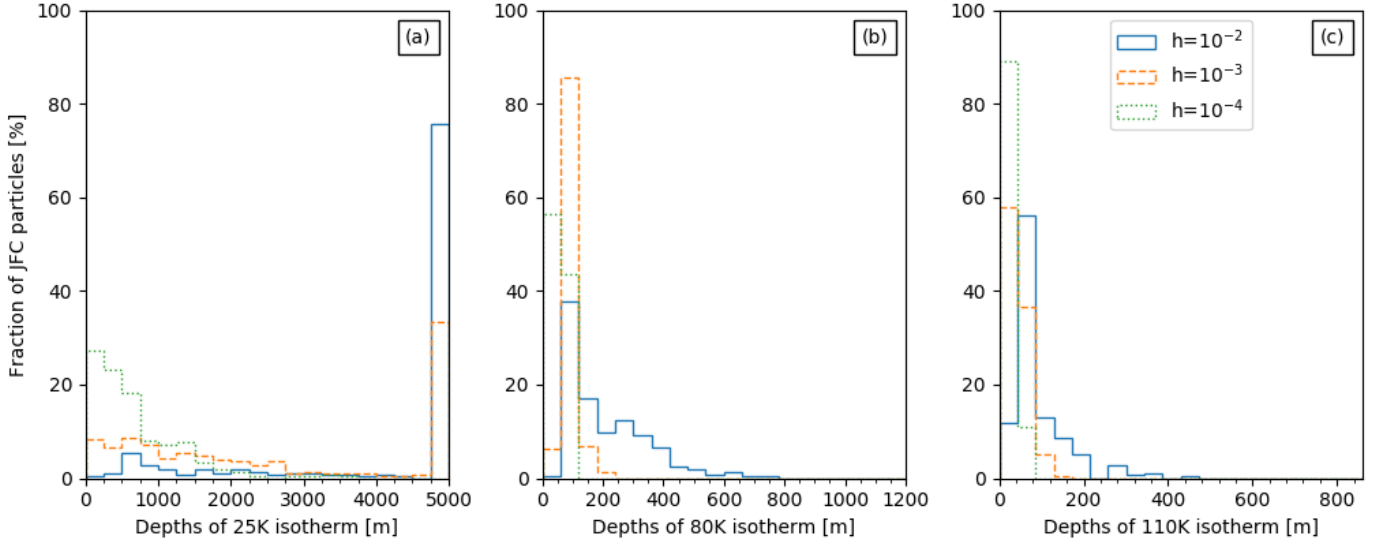 Fraction of JFC particles [%]
100
80
60
40
20
0
(a)
0 1000 2000 3000 4000 5000
Depths of 25K isotherm [m]
100
80
60
40
20
0
(b)
0 200 400 600 800 1000 1200
Depths of 80K isotherm [m]
100
80
60
40
20
0
h=10⁻²
h=10⁻³
h=10⁻⁴
(c)
0 200 400 600 800
Depths of 110K isotherm [m]